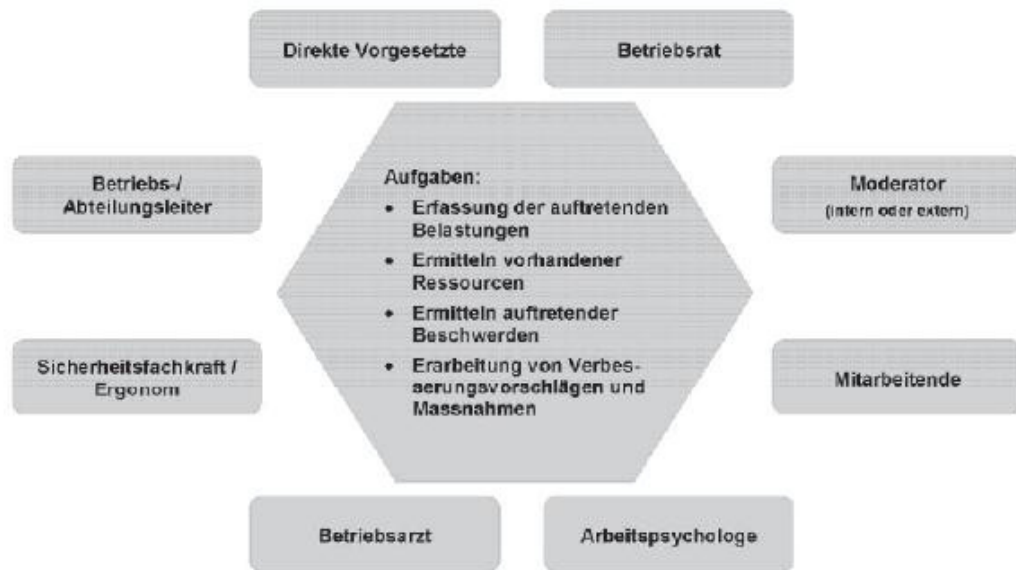 Direkte Vorgesetzte
Betriebsrat
Betriebs-/
Abteilungsleiter
Moderator
(intern oder extern)
Aufgaben:
• Erfassung der auftretenden
Belastungen
• Ermitteln vorhandener
Ressourcen
• Ermitteln auftretender
Beschwerden
• Erarbeitung von Verbes-
serungsvorschlägen und
Massnahmen
Sicherheitsfachkraft /
Ergonom
Mitarbeitende
Betriebsarzt
Arbeitspsychologe